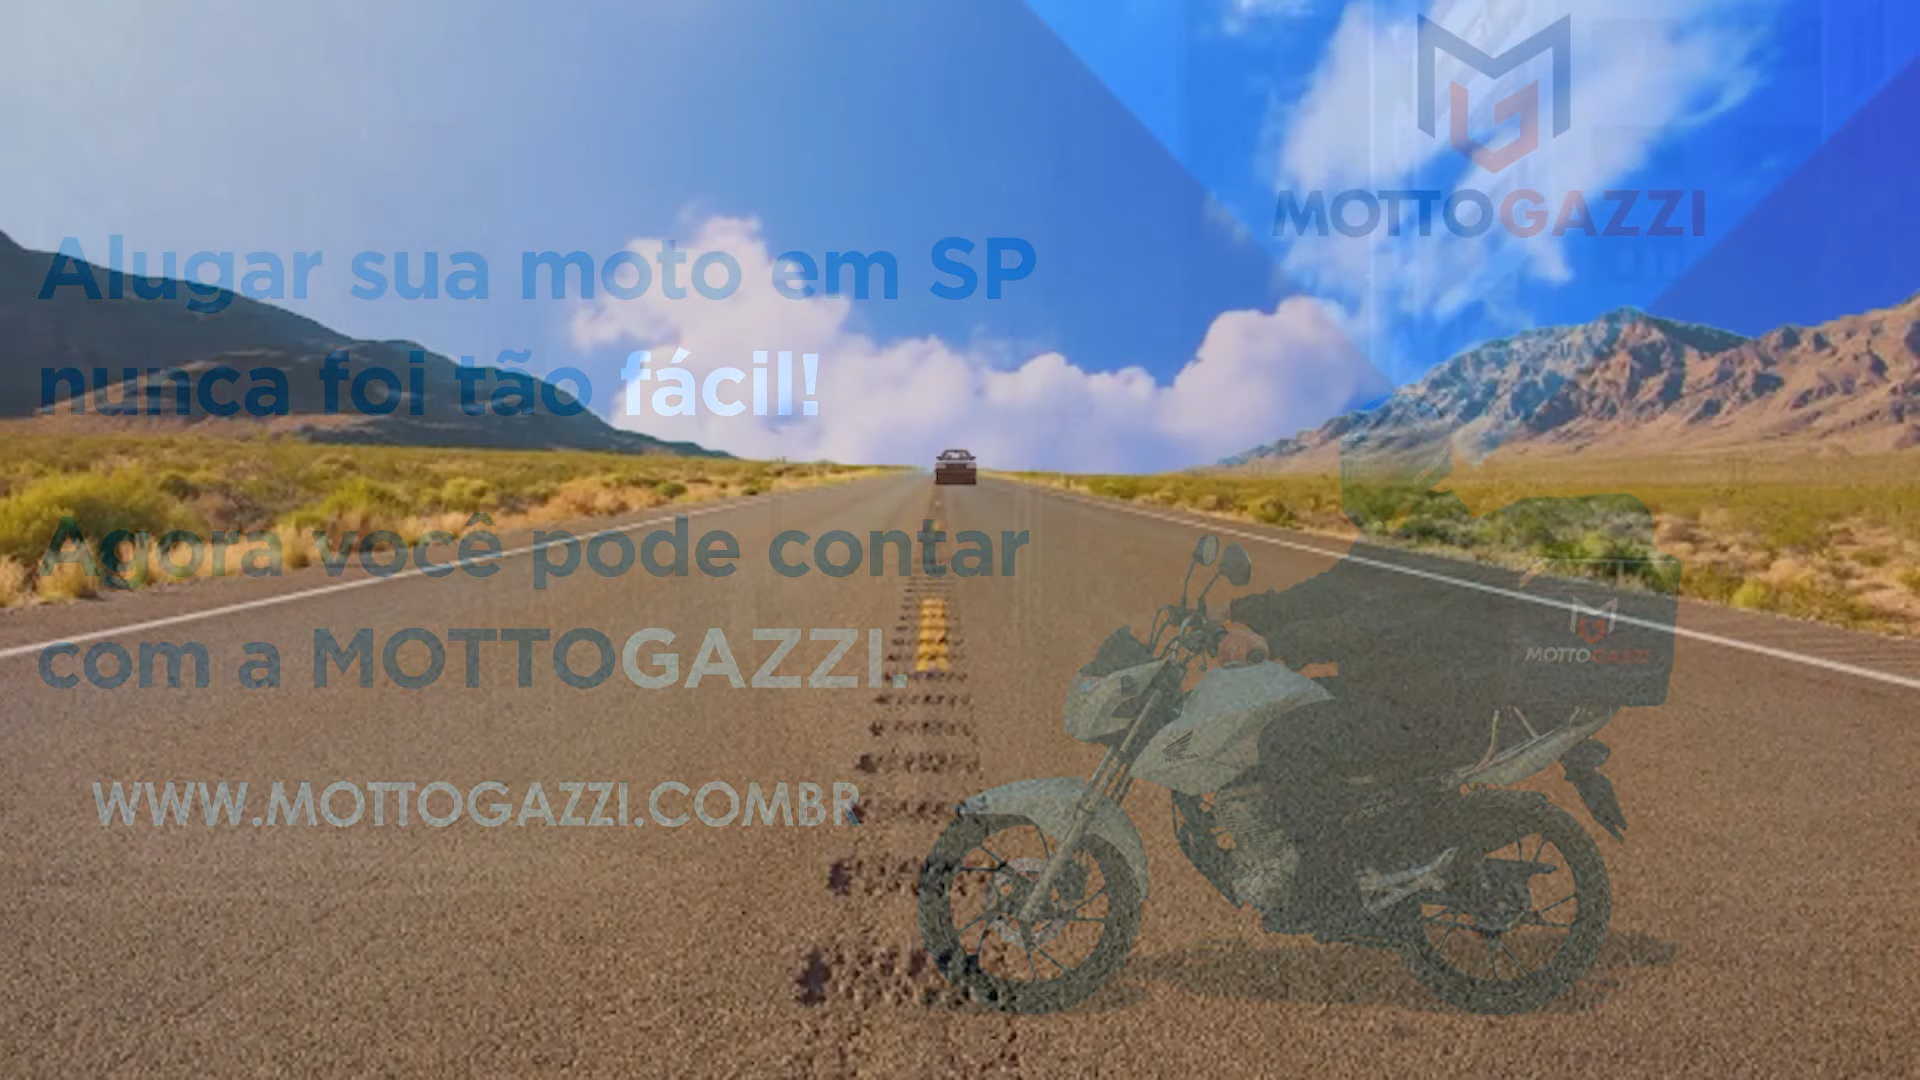 MOTTOGAZZI
Alugar sua moto em SP
nunca foi tão fácil!
Agora você pode contar
com a MOTTOGAZZI.
MOTTOGAZZI
WWW.MOTTOGAZZI.COMBR